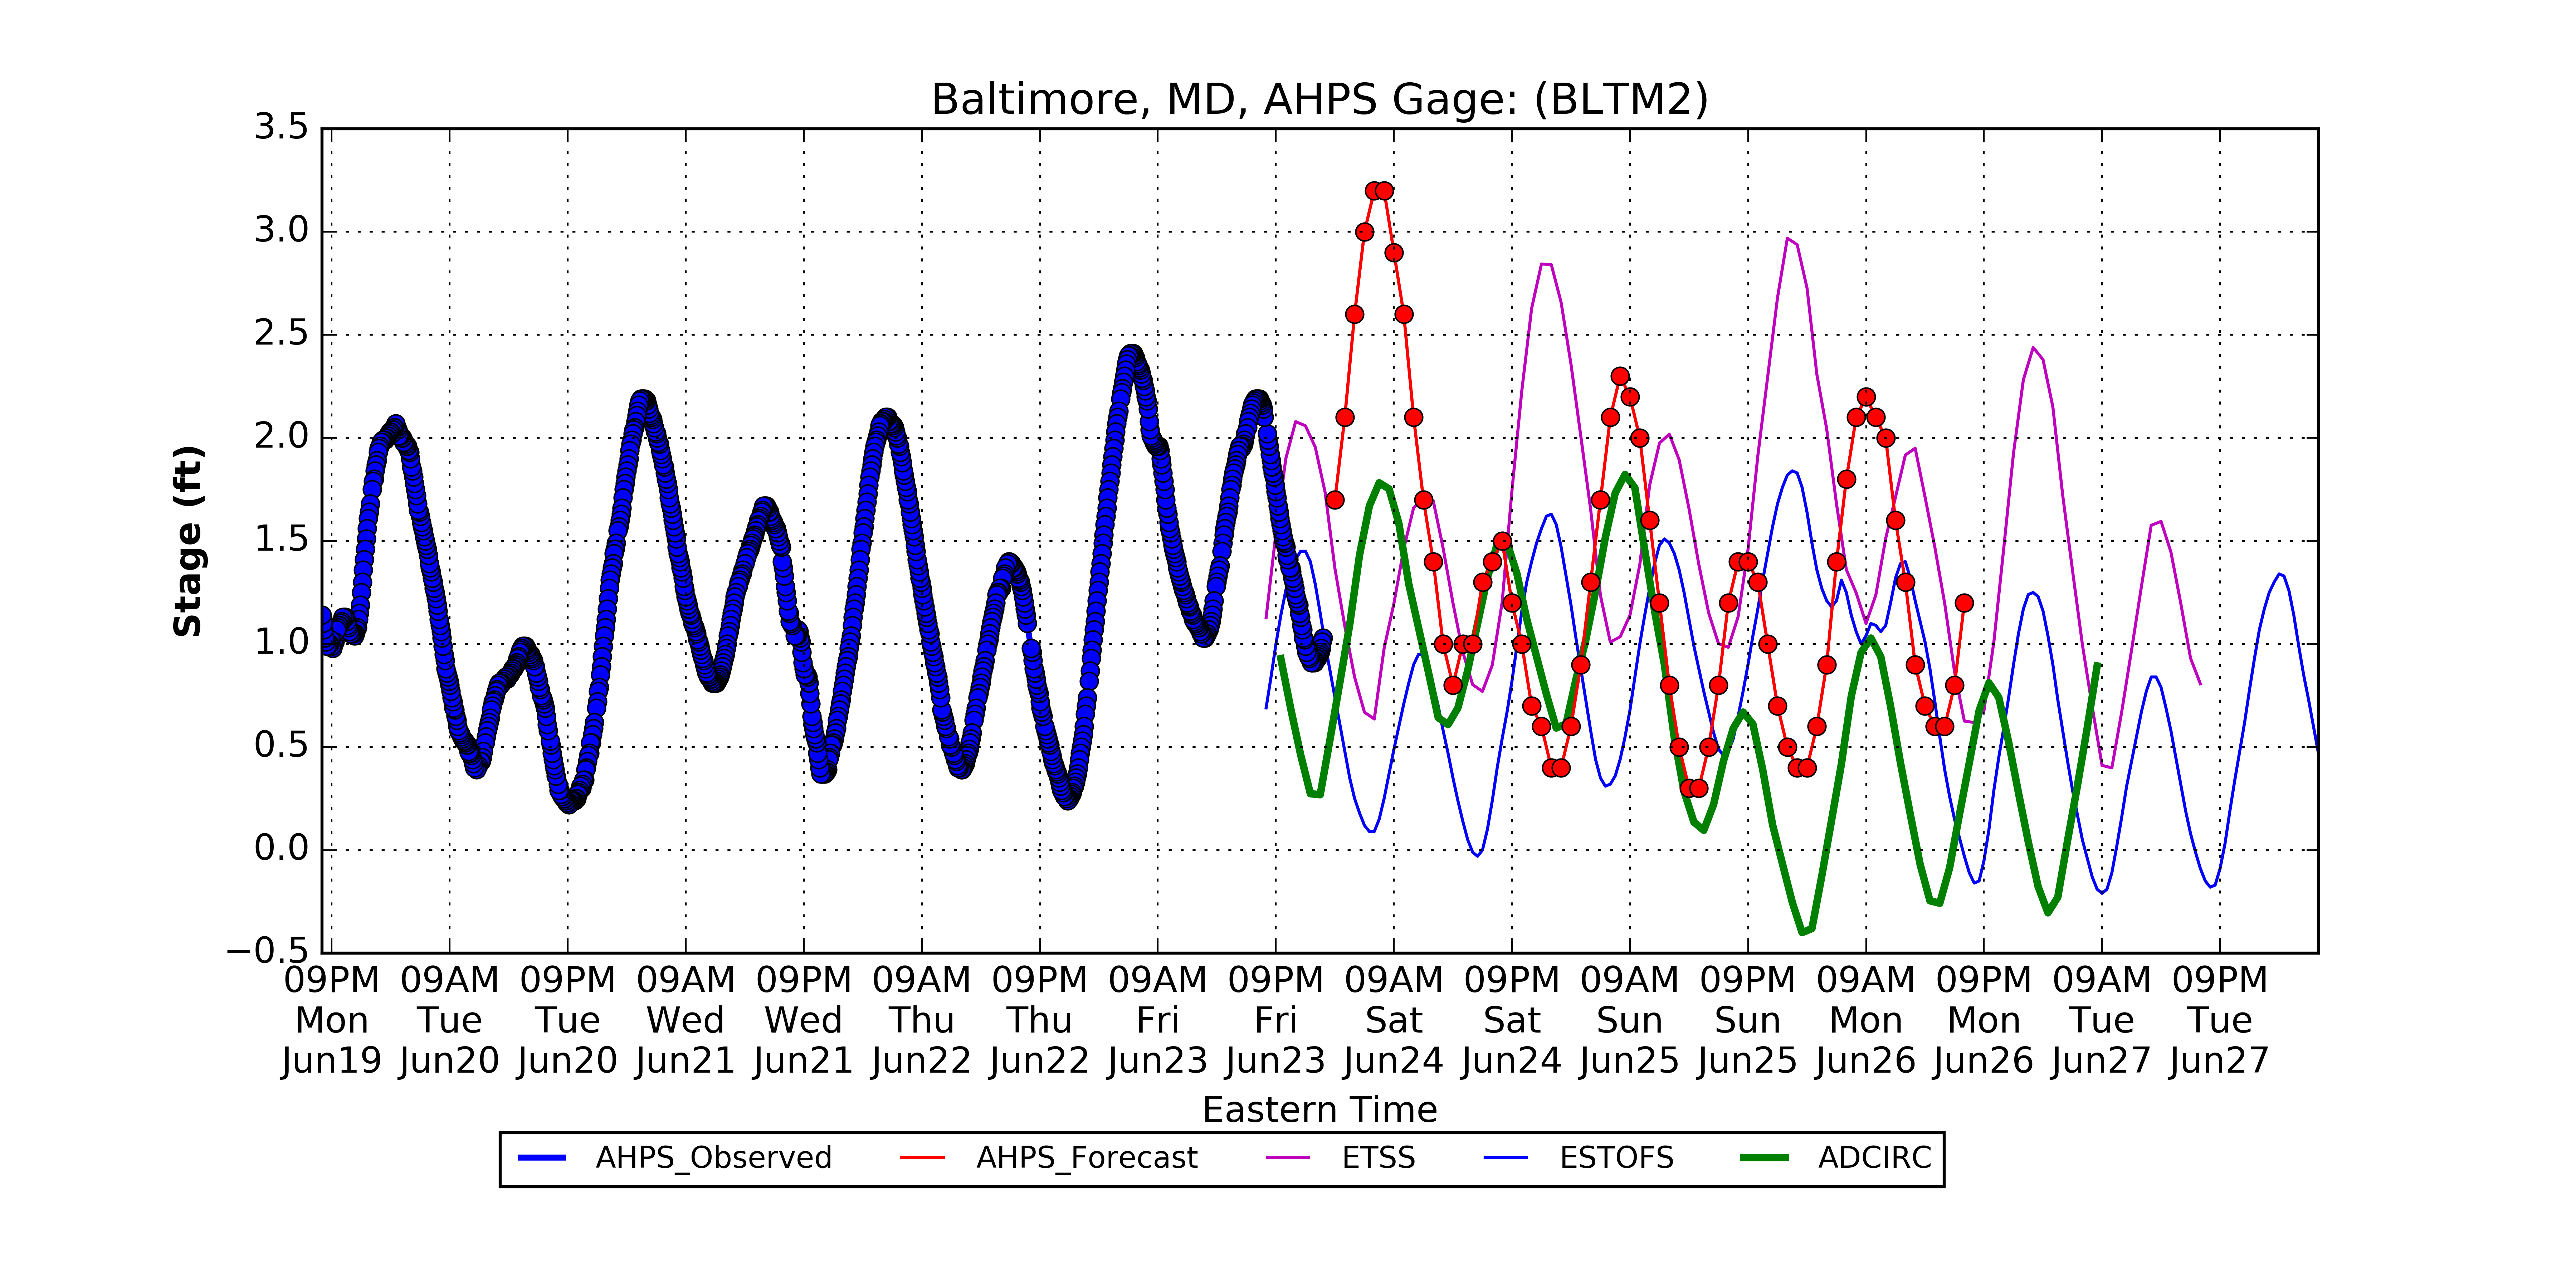 Baltimore, MD, AHPS Gage: (BLTM2)
3.5
3.0
2.5
2.0
1.5
1.0
0.5
0.0
−0.5
Stage (ft)
09PM 09AM 09PM 09AM 09PM 09AM 09PM 09AM 09PM 09AM 09PM 09AM 09PM 09AM 09PM 09AM 09PM
Mon Tue Tue Wed Wed Thu Thu Fri Fri Sat Sat Sun Sun Mon Mon Tue Tue
Jun19 Jun20 Jun20 Jun21 Jun21 Jun22 Jun22 Jun23 Jun23 Jun24 Jun24 Jun25 Jun25 Jun26 Jun26 Jun27 Jun27
Eastern Time
AHPS_Observed AHPS_Forecast ETSS ESTOFS ADCIRC